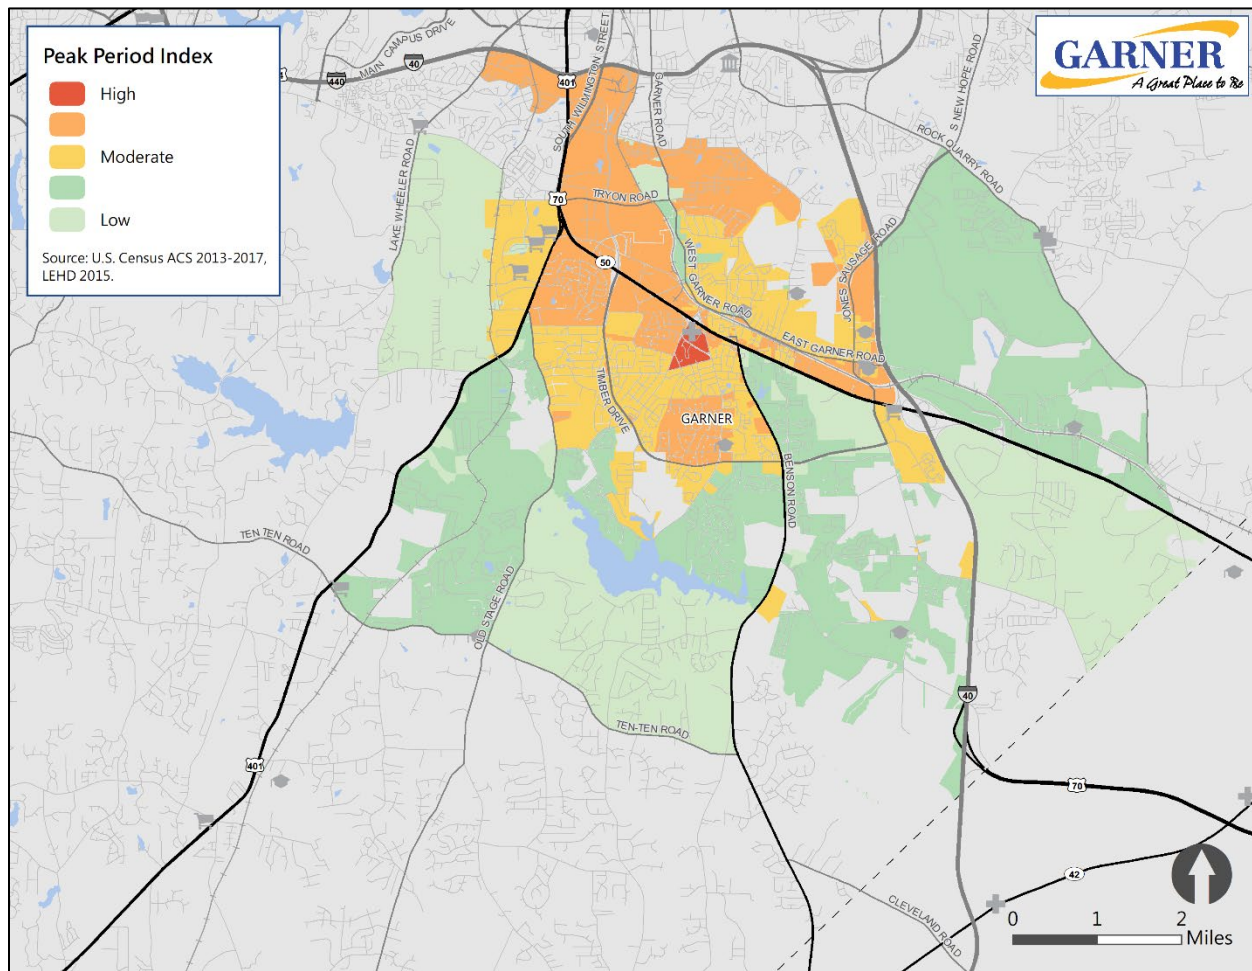 Peak Period Index
High
Moderate
Low
Source: U.S. Census ACS 2013-2017,
LEHD 2015.
GARNER
A Great Place to Be
MAIN CAMPUS DRIVE
40
440
401
SOUTH WILMINGTON STREET
GARNER ROAD
S NEW HOPE ROAD
ROCK QUARRY ROAD
LAKE WHEELER ROAD
70
TRYON ROAD
50
WEST GARNER ROAD
JONES SAUSAGE ROAD
EAST GARNER ROAD
TIMBER DRIVE
GARNER
BENSON ROAD
TEN TEN ROAD
OLD STAGE ROAD
TEN-TEN ROAD
40
401
70
42
CLEVELAND ROAD
0 1 2
Miles